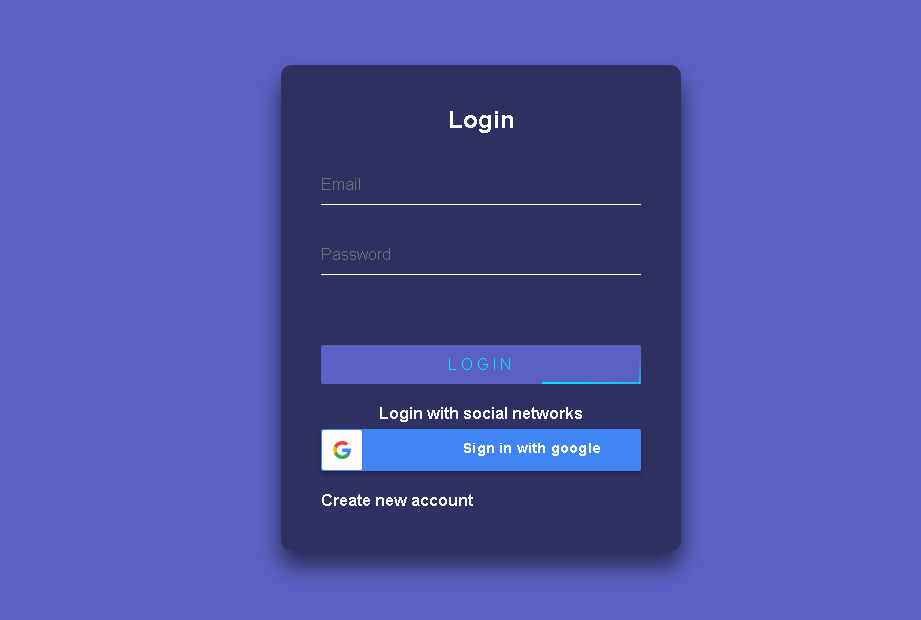 Login
Email
Password
LOGIN
Login with social networks
Sign in with google
Create new account